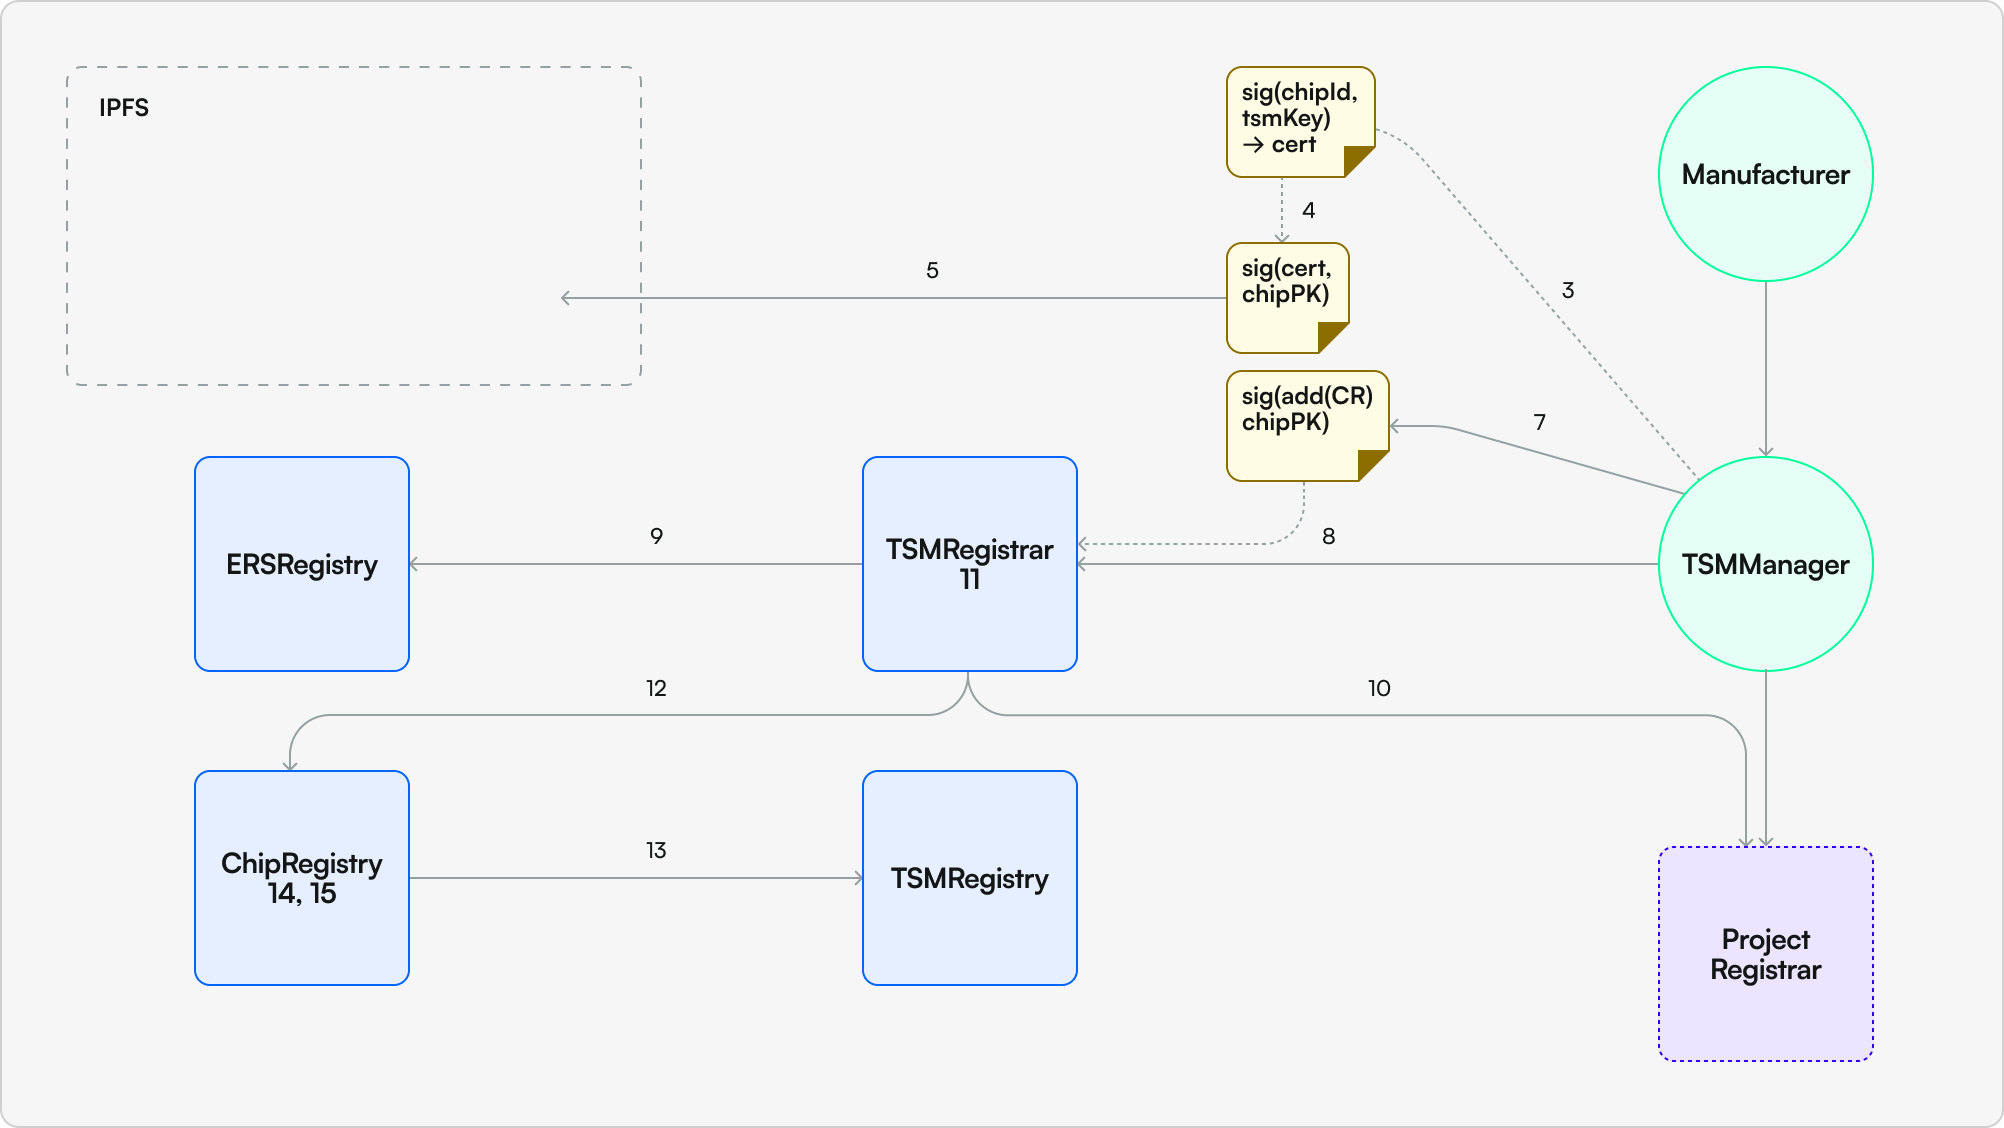 IPFS
sig(chipId,
tsmKey)
→ cert
Manufacturer
4
5
sig(cert,
chipPK)
3
sig(add(CR)
chipPK)
7
ERSRegistry
9
TSMRegistrar
11
8
TSMManager
12
10
ChipRegistry
14, 15
13
TSMRegistry
Project
Registrar